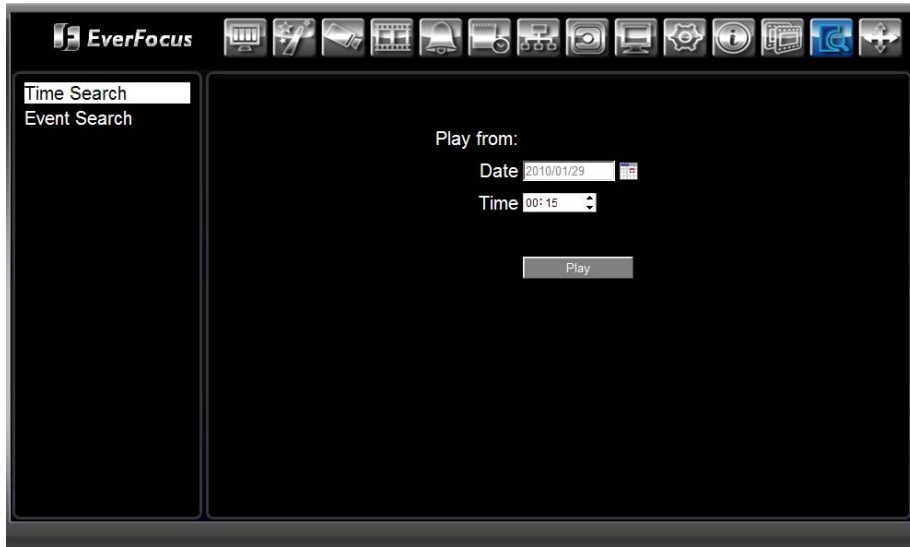 EverFocus
Time Search
Event Search
Play from:
Date 2010/01/29
Time 00:15
Play